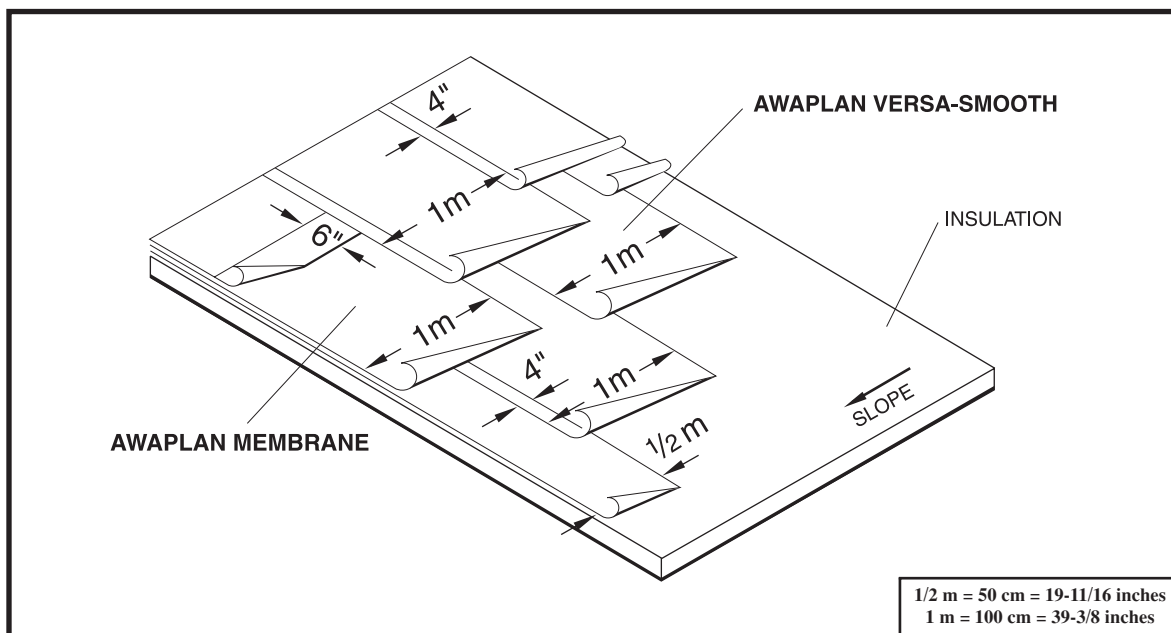 4"
AWAPLAN VERSA-SMOOTH
1m
INSULATION
6"
1m
1m
4"
1m
SLOPE
AWAPLAN MEMBRANE
1/2 m
1/2 m = 50 cm = 19-11/16 inches
1 m = 100 cm = 39-3/8 inches